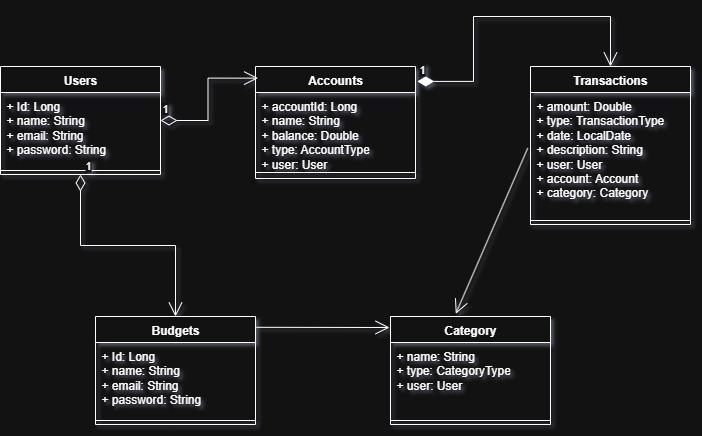 Users
+ Id: Long
+ name: String
+ email: String
+ password: String
1
1
Accounts
+ accountId: Long
+ name: String
+ balance: Double
+ type: AccountType
+ user: User
1
Transactions
+ amount: Double
+ type: TransactionType
+ date: LocalDate
+ description: String
+ user: User
+ account: Account
+ category: Category
Budgets
+ Id: Long
+ name: String
+ email: String
+ password: String
Category
+ name: String
+ type: CategoryType
+ user: User